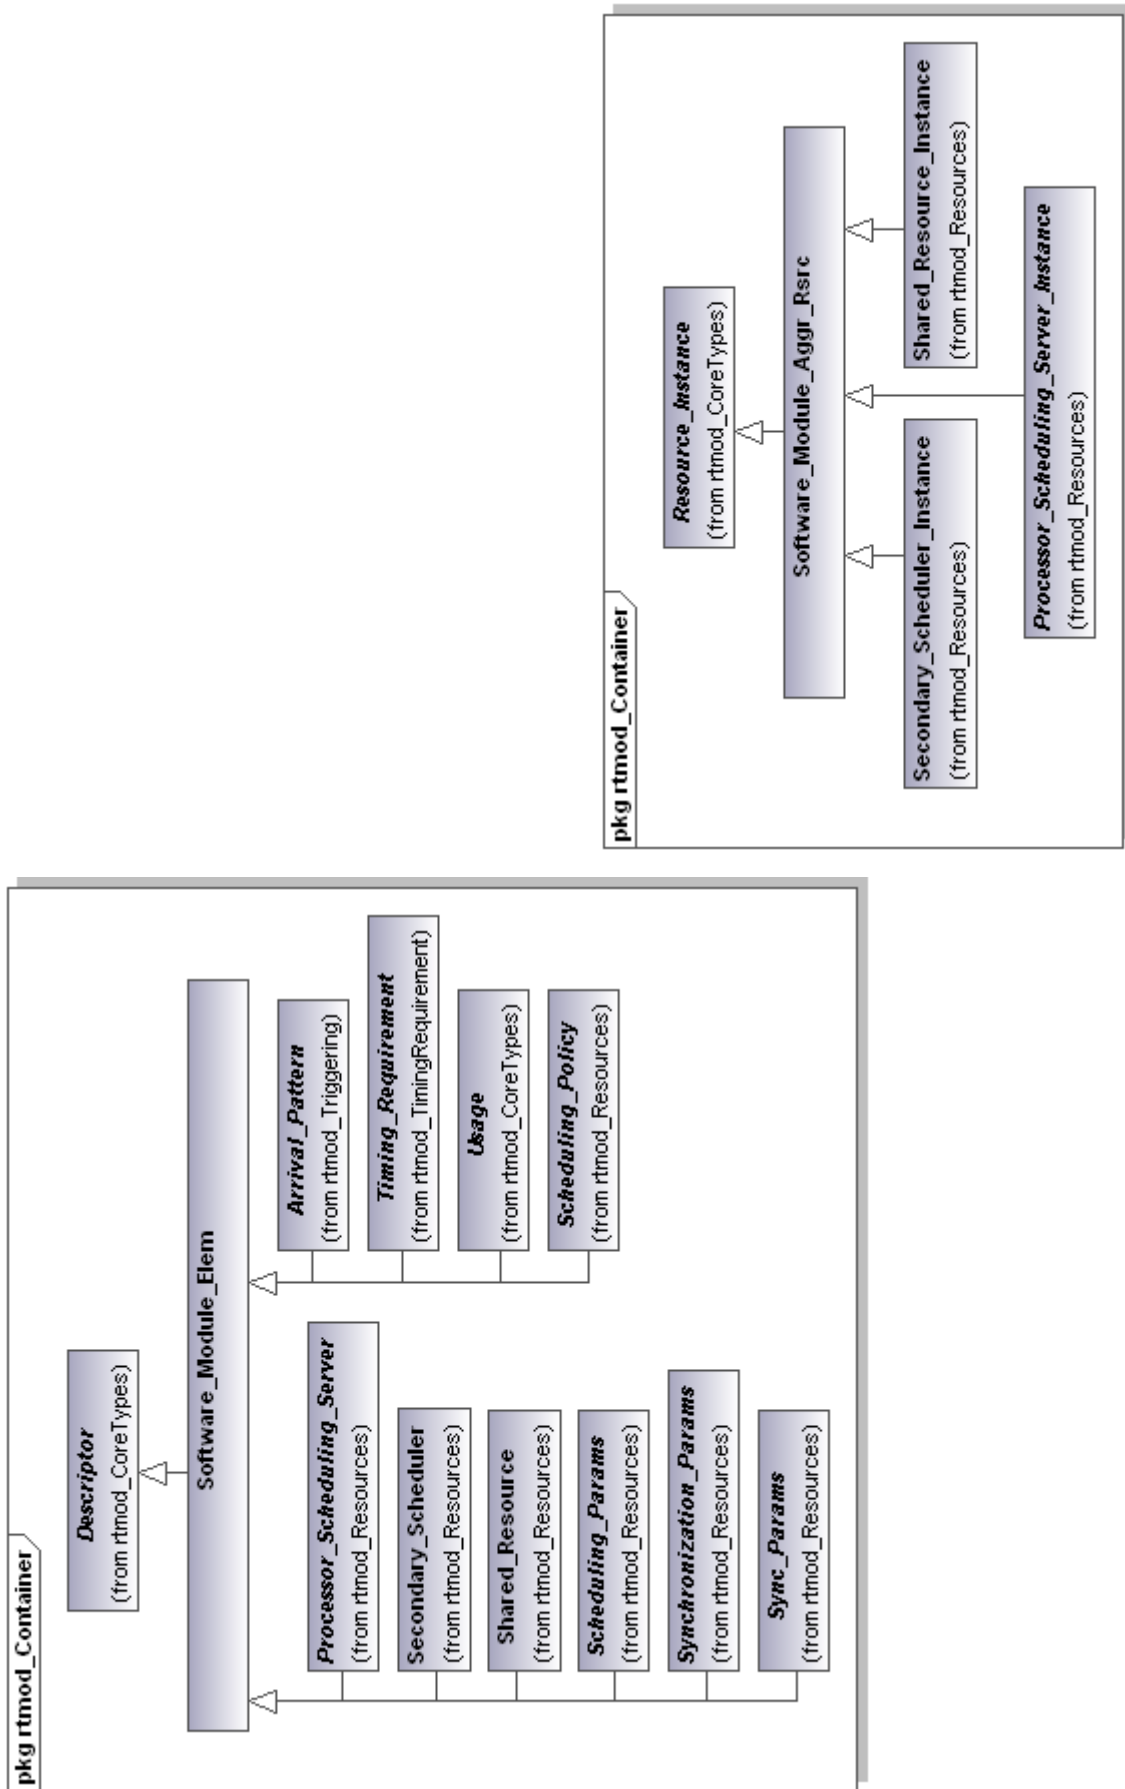 pkg rtmod_Container
Descriptor
(from rtmod_CoreTypes)
Software_Module_Elem
Processor_Scheduling_Server
(from rtmod_Resources)
Secondary_Scheduler
(from rtmod_Resources)
Shared_Resource
(from rtmod_Resources)
Scheduling_Params
(from rtmod_Resources)
Synchronization_Params
(from rtmod_Resources)
Sync_Params
(from rtmod_Resources)
Arrival_Pattern
(from rtmod_Triggering)
Timing_Requirement
(from rtmod_TimingRequirement)
Usage
(from rtmod_CoreTypes)
Scheduling_Policy
(from rtmod_Resources)
pkg rtmod_Container
Resource_Instance
(from rtmod_CoreTypes)
Software_Module_Aggr_Rsrc
Secondary_Scheduler_Instance
(from rtmod_Resources)
Shared_Resource_Instance
(from rtmod_Resources)
Processor_Scheduling_Server_Instance
(from rtmod_Resources)